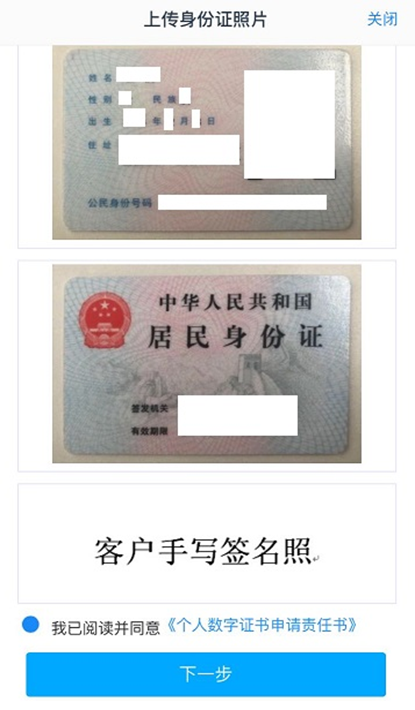 上传身份证照片 关闭
姓名
性别 民族
出生 年 月 日
住址
公民身份号码
中华人民共和国
居民身份证
签发机关
有效期限
客户手写签名照
我已阅读并同意《个人数字证书申请责任书》
下一步